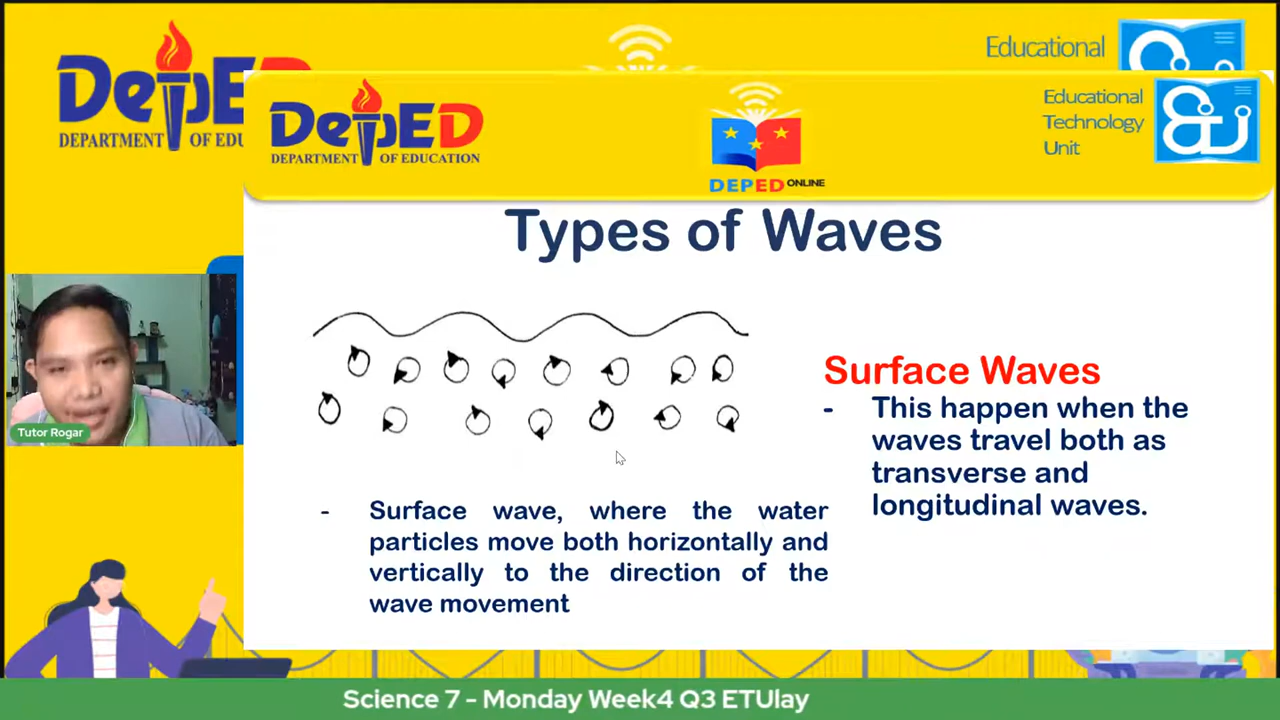 DepED
DEPARTMENT OF EDU
Educational
DepED
DEPARTMENT OF EDUCATION
DEPED ONLINE
Educational
Technology
Unit
Types of Waves
Surface Waves
- This happen when the
waves travel both as
transverse and
longitudinal waves.
- Surface wave, where the water
particles move both horizontally and
vertically to the direction of the
wave movement
Tutor Rogar
Science 7 - Monday Week4 Q3 ETUlay